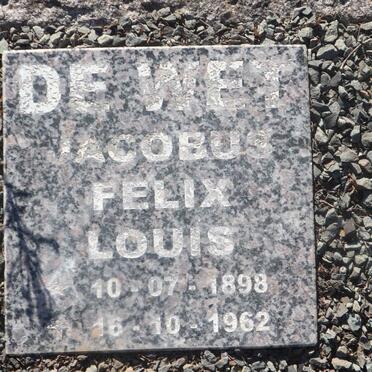 DE WET
JACOBUS
FELIX
LOUIS
10 - 07 - 1898
16 - 10 - 1962